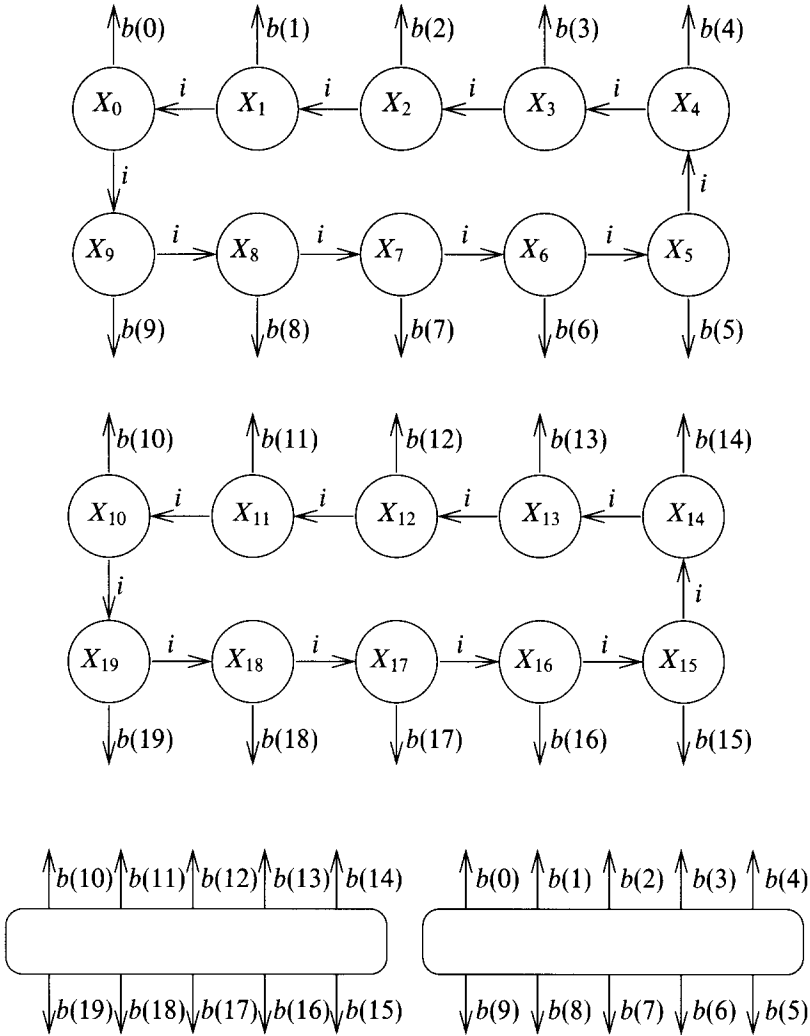 b(0) b(1) b(2) b(3) b(4)
X0 i X1 i X2 i X3 i X4
i i
X9 i X8 i X7 i X6 i X5
b(9) b(8) b(7) b(6) b(5)
b(10) b(11) b(12) b(13) b(14)
X10 i X11 i X12 i X13 i X14
i i
X19 i X18 i X17 i X16 i X15
b(19) b(18) b(17) b(16) b(15)
b(10) b(11) b(12) b(13) b(14) b(0) b(1) b(2) b(3) b(4)
b(19) b(18) b(17) b(16) b(15) b(9) b(8) b(7) b(6) b(5)